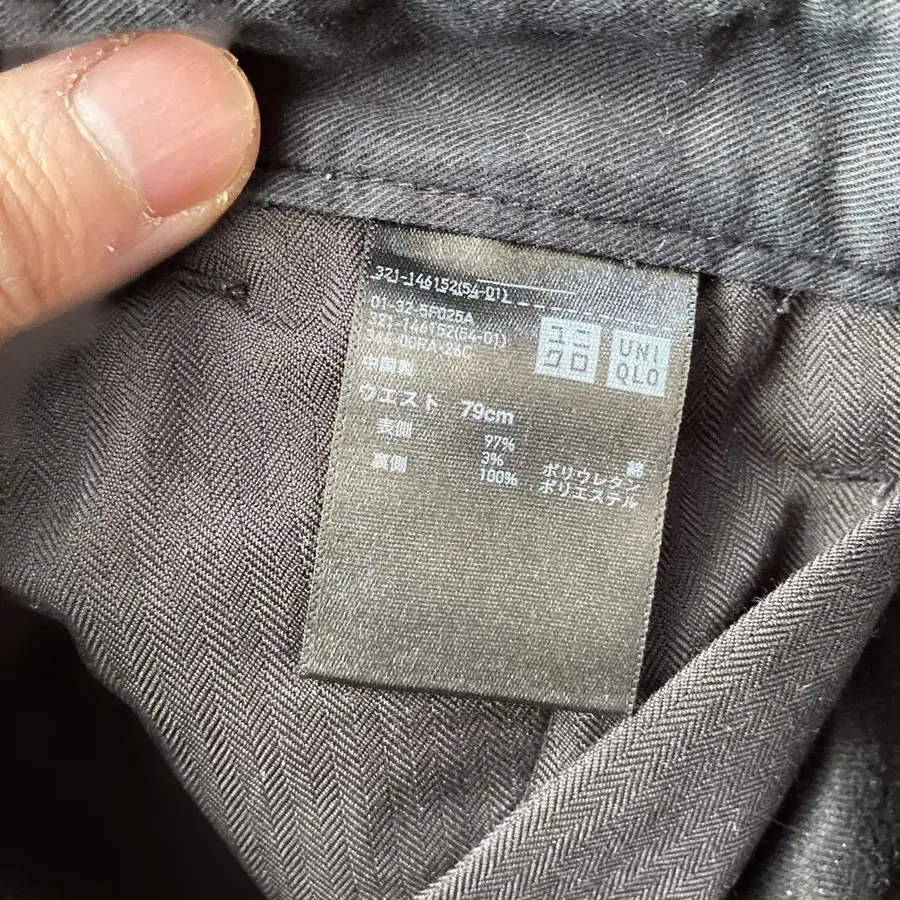 321-146152(54-01)
01-32-5F025A
321-146152(04-01)
中国製
ウエスト 79cm
表側 97% 綿
3% ポリウレタン
裏側 100% ポリエステル
ユニ
クロ
UNI
QLO